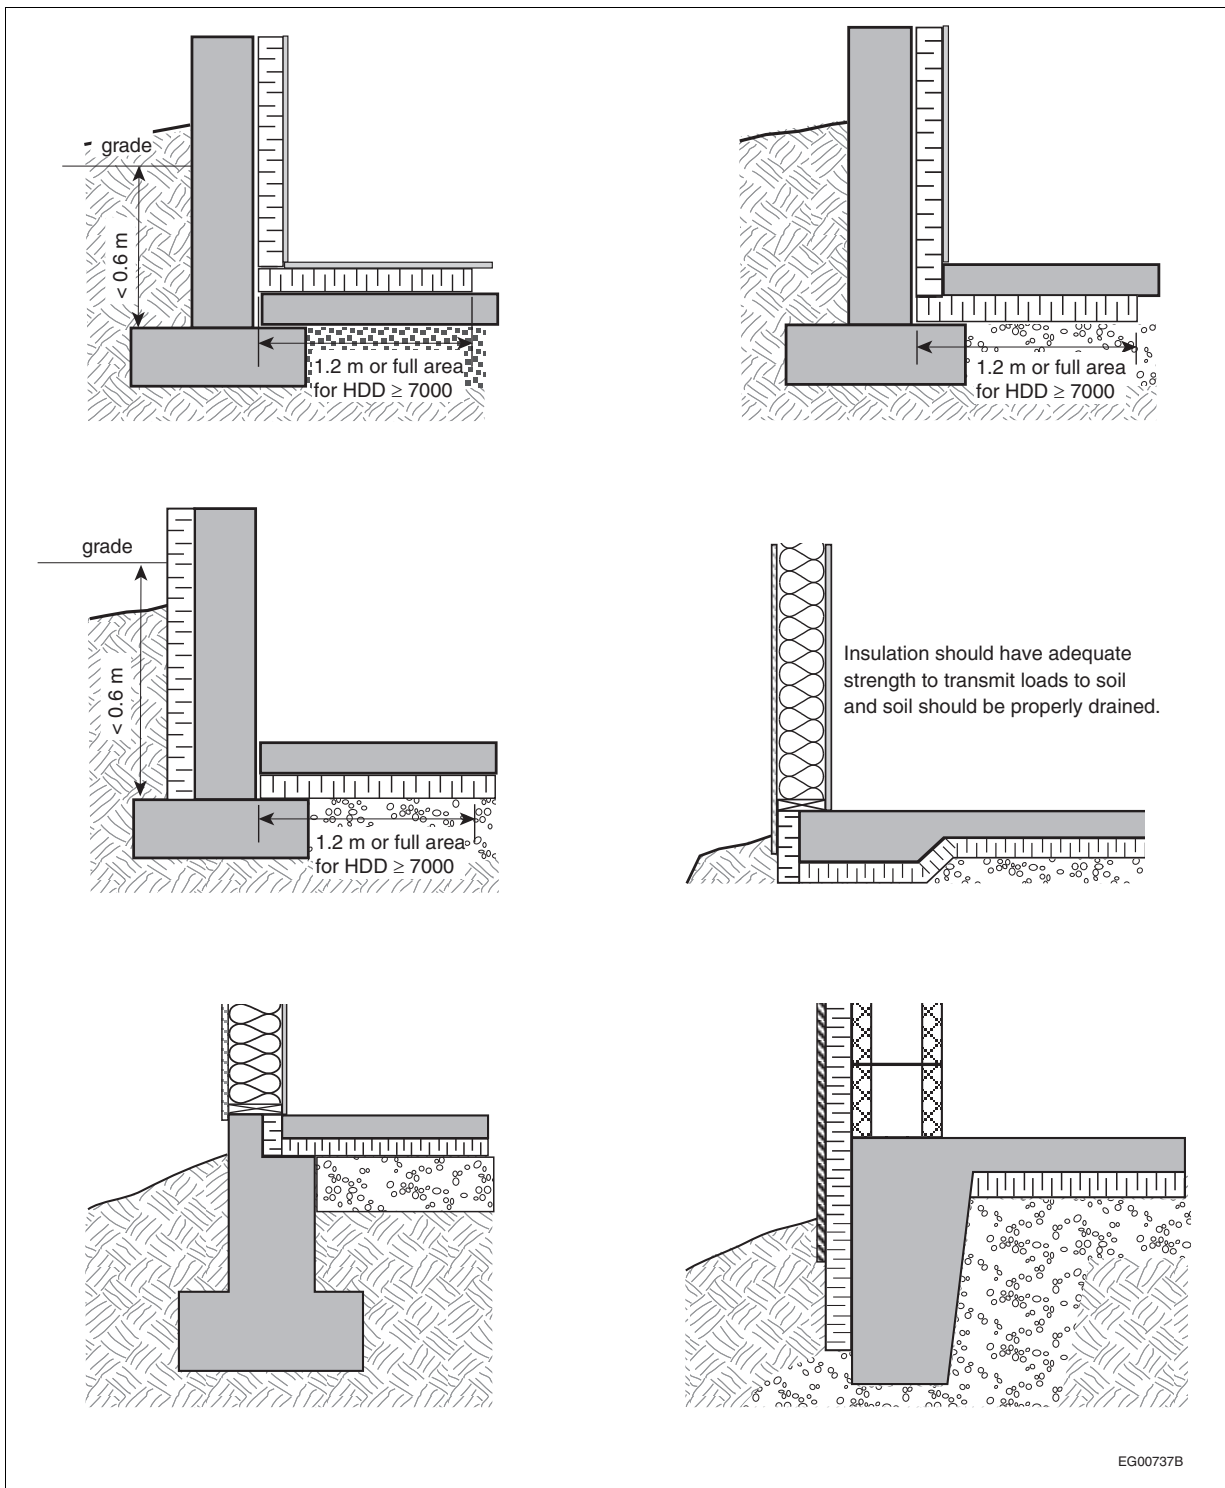 grade
< 0.6 m
1.2 m or full area
for HDD ≥ 7000
1.2 m or full area
for HDD ≥ 7000
grade
< 0.6 m
1.2 m or full area
for HDD ≥ 7000
Insulation should have adequate
strength to transmit loads to soil
and soil should be properly drained.
EG00737B